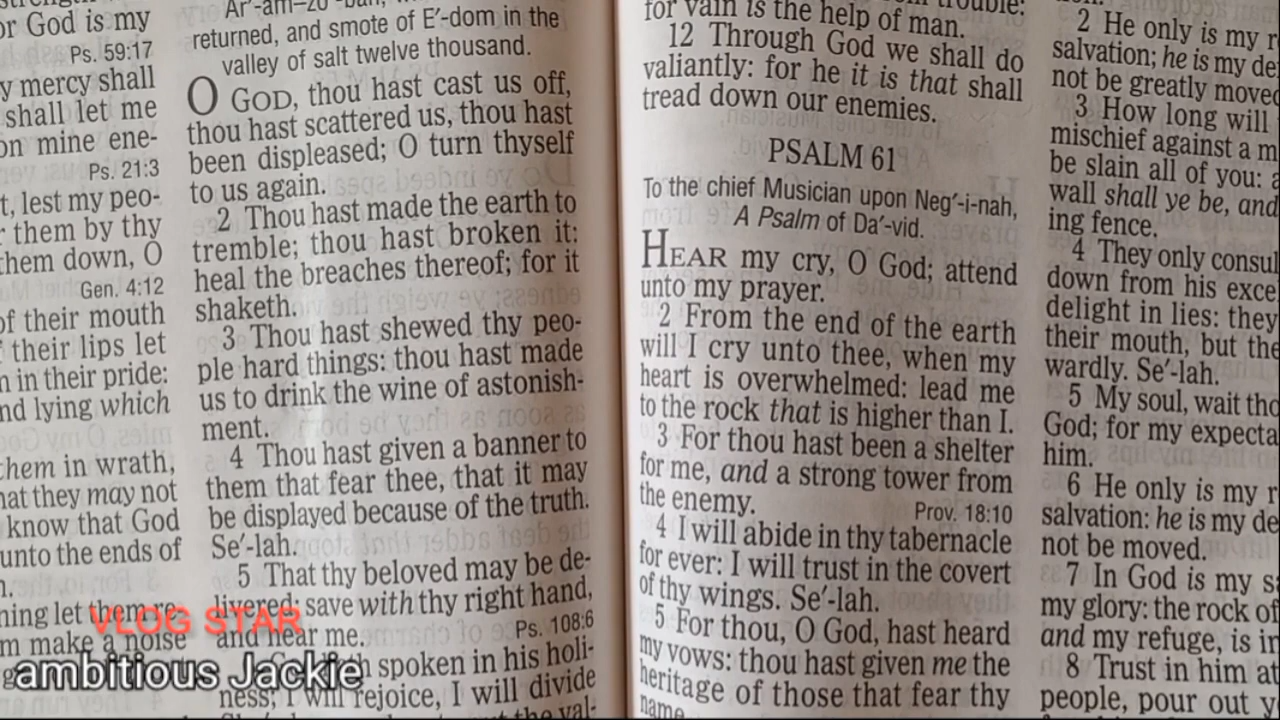 or God is my
Ps. 59:17
y mercy shall
shall let me
on mine ene-
Ps. 21:3
t, lest my peo-
r them by thy
them down, O
Gen. 4:12
of their mouth
their lips let
n in their pride:
nd lying which
them in wrath,
hat they may not
know that God
unto the ends of
ning let them re-
m make a noise
returned, and smote of E′-dom in the
valley of salt twelve thousand.
O GOD, thou hast cast us off,
thou hast scattered us, thou hast
been displeased; O turn thyself
to us again.
2 Thou hast made the earth to
tremble; thou hast broken it:
heal the breaches thereof; for it
shaketh.
3 Thou hast shewed thy peo-
ple hard things: thou hast made
us to drink the wine of astonish-
ment.
4 Thou hast given a banner to
them that fear thee, that it may
be displayed because of the truth.
Se′-lah.
5 That thy beloved may be de-
livered; save with thy right hand,
and hear me.
Ps. 108:6
spoken in his holi-
ness; I will rejoice, I will divide
for vain is the help of man.
12 Through God we shall do
valiantly: for he it is that shall
tread down our enemies.
PSALM 61
To the chief Musician upon Neg′-i-nah,
A Psalm of Da′-vid.
HEAR my cry, O God; attend
unto my prayer.
2 From the end of the earth
will I cry unto thee, when my
heart is overwhelmed: lead me
to the rock that is higher than I.
3 For thou hast been a shelter
for me, and a strong tower from
the enemy.
Prov. 18:10
4 I will abide in thy tabernacle
for ever: I will trust in the covert
of thy wings. Se′-lah.
5 For thou, O God, hast heard
my vows: thou hast given me the
heritage of those that fear thy
name.
2 He only is my r
salvation; he is my de
not be greatly moved
3 How long will
mischief against a m
be slain all of you: a
wall shall ye be, and
ing fence.
4 They only consul
down from his exce
delight in lies: they
their mouth, but the
wardly. Se′-lah.
5 My soul, wait tho
God; for my expecta
him.
6 He only is my r
salvation: he is my de
not be moved.
7 In God is my s
my glory: the rock of
and my refuge, is in
8 Trust in him at
people, pour out y
VLOG STAR
ambitious Jackie